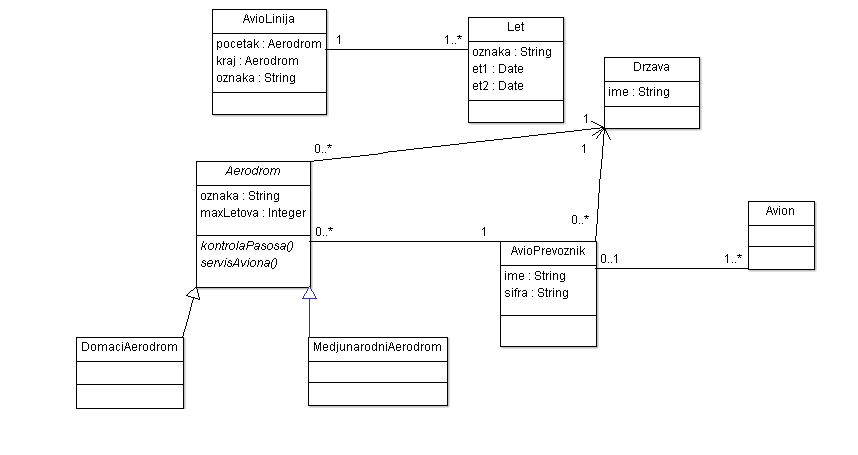 AvioLinija
pocetak : Aerodrom
kraj : Aerodrom
oznaka : String
1
1..*
Let
oznaka : String
et1 : Date
et2 : Date
Drzava
ime : String
1
1
0..*
Aerodrom
oznaka : String
maxLetova : Integer
kontrolaPasosa()
servisAviona()
0..*
1
0..*
AvioPrevoznik
ime : String
sifra : String
0..1
1..*
Avion
DomaciAerodrom
MedjunarodniAerodrom